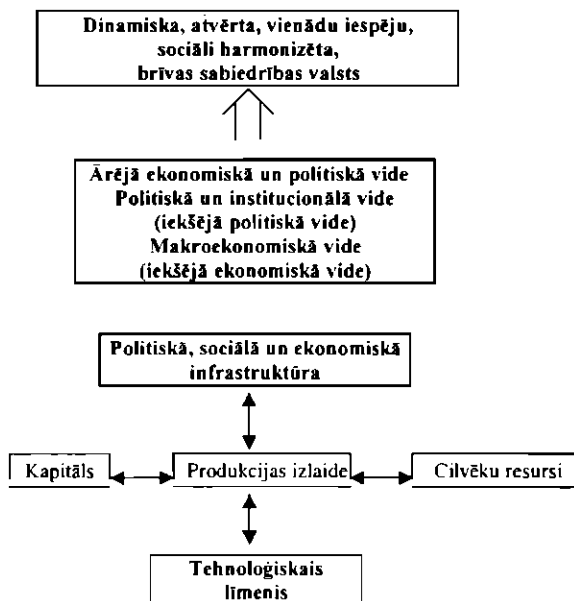 Dinamiska, atvērta, vienādu iespēju,
sociāli harmonizēta,
brīvas sabiedrības valsts
Ārējā ekonomiskā un politiskā vide
Politiskā un institucionālā vide
(iekšējā politiskā vide)
Makroekonomiskā vide
(iekšējā ekonomiskā vide)
Politiskā, sociālā un ekonomiskā
infrastruktūra
Kapitāls
Produkcijas izlaide
Cilvēku resursi
Tehnoloģiskais
līmenis